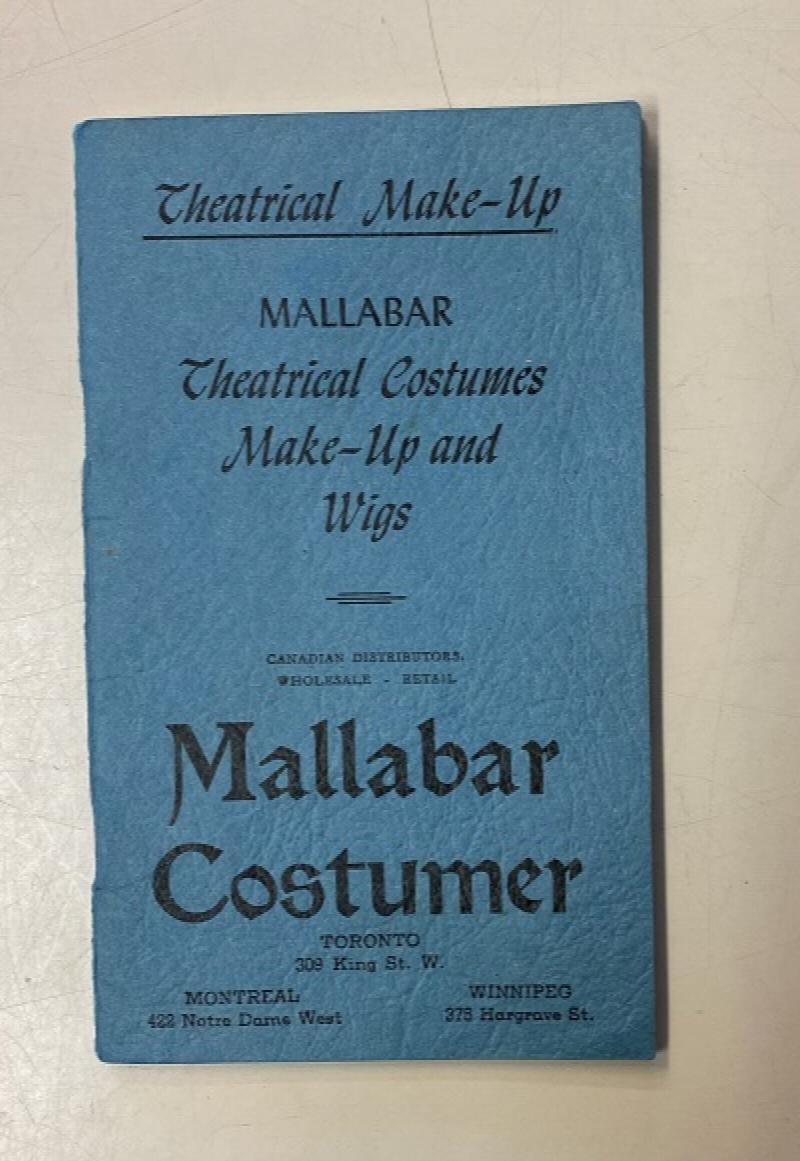 Theatrical Make-Up
MALLABAR
Theatrical Costumes
Make-Up and
Wigs
CANADIAN DISTRIBUTORS.
WHOLESALE - RETAIL
Mallabar
Costumer
TORONTO
309 King St. W.
MONTREAL
422 Notre Dame West
WINNIPEG
375 Hargrave St.